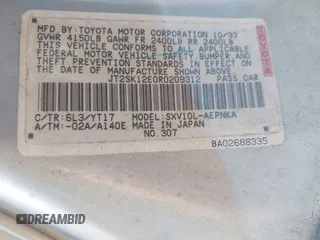 MFD. BY: TOYOTA MOTOR CORPORATION 10/93
GVWR 4150LB GAWR FR 2400LB RR 2400LB
THIS VEHICLE CONFORMS TO ALL APPLICABLE
FEDERAL MOTOR VEHICLE SAFETY, BUMPER, AND
THEFT PREVENTION STANDARDS IN EFFECT ON
THE DATE OF MANUFACTURE SHOWN ABOVE.
JT2SK12E0R0209312 PASS.CAR
C/TR: 6L3/YT17 MODEL: SXV10L-AEPNKA
A/TM: -02A/A140E MADE IN JAPAN
NO.307
BA02688335
TOYOTA
DREAMBID